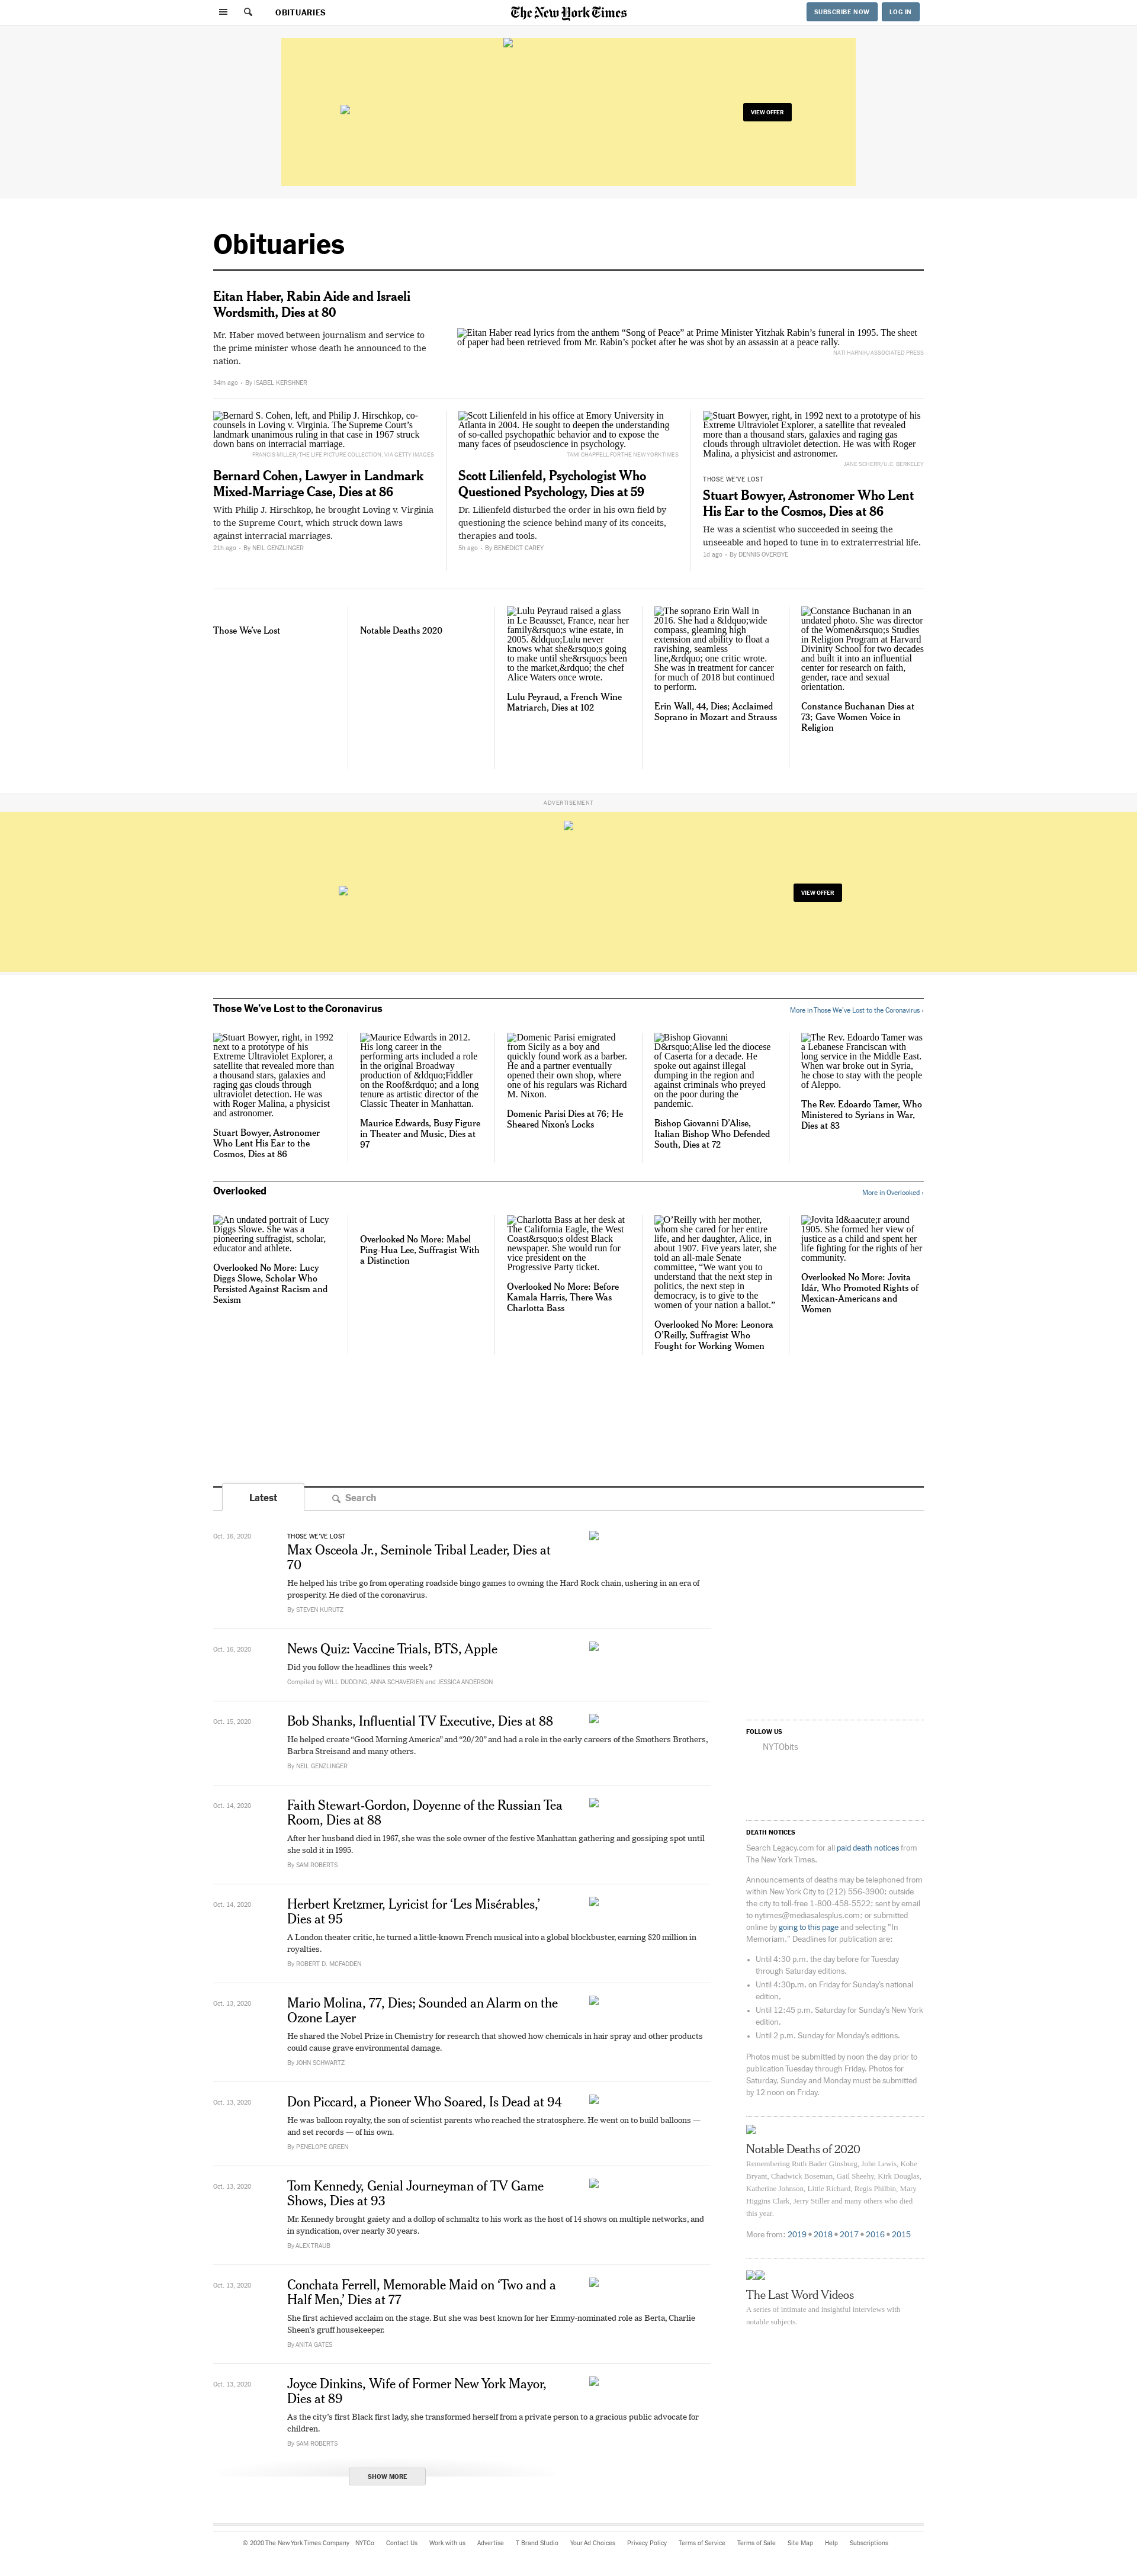 OBITUARIES
The New York Times
SUBSCRIBE NOW
LOG IN
VIEW OFFER
Obituaries
Eitan Haber, Rabin Aide and Israeli
Wordsmith, Dies at 80
Mr. Haber moved between journalism and service to
the prime minister whose death he announced to the
nation.
34m ago • By ISABEL KERSHNER
Eitan Haber read lyrics from the anthem “Song of Peace” at Prime Minister Yitzhak Rabin’s funeral in 1995. The sheet
of paper had been retrieved from Mr. Rabin’s pocket after he was shot by an assassin at a peace rally.
NATI HARNIK/ASSOCIATED PRESS
Bernard S. Cohen, left, and Philip J. Hirschkop, co-
counsels in Loving v. Virginia. The Supreme Court’s
landmark unanimous ruling in that case in 1967 struck
down bans on interracial marriage.
FRANCIS MILLER/THE LIFE PICTURE COLLECTION, VIA GETTY IMAGES
Bernard Cohen, Lawyer in Landmark
Mixed-Marriage Case, Dies at 86
With Philip J. Hirschkop, he brought Loving v. Virginia
to the Supreme Court, which struck down laws
against interracial marriages.
21h ago • By NEIL GENZLINGER
Scott Lilienfeld in his office at Emory University in
Atlanta in 2004. He sought to deepen the understanding
of so-called psychopathic behavior and to expose the
many faces of pseudoscience in psychology.
TAMI CHAPPELL FOR THE NEW YORK TIMES
Scott Lilienfeld, Psychologist Who
Questioned Psychology, Dies at 59
Dr. Lilienfeld disturbed the order in his own field by
questioning the science behind many of its conceits,
therapies and tools.
5h ago • By BENEDICT CAREY
Stuart Bowyer, right, in 1992 next to a prototype of his
Extreme Ultraviolet Explorer, a satellite that revealed
more than a thousand stars, galaxies and raging gas
clouds through ultraviolet detection. He was with Roger
Malina, a physicist and astronomer.
JANE SCHERR/U.C. BERKELEY
THOSE WE’VE LOST
Stuart Bowyer, Astronomer Who Lent
His Ear to the Cosmos, Dies at 86
He was a scientist who succeeded in seeing the
unseeable and hoped to tune in to extraterrestrial life.
1d ago • By DENNIS OVERBYE
Those We’ve Lost
Notable Deaths 2020
Lulu Peyraud raised a glass
in Le Beausset, France, near her
family&rsquo;s wine estate, in
2005. &ldquo;Lulu never
knows what she&rsquo;s going
to make until she&rsquo;s been
to the market,&rdquo; the chef
Alice Waters once wrote.
Lulu Peyraud, a French Wine
Matriarch, Dies at 102
The soprano Erin Wall in
2016. She had a &ldquo;wide
compass, gleaming high
extension and ability to float a
ravishing, seamless
line,&rdquo; one critic wrote.
She was in treatment for cancer
for much of 2018 but continued
to perform.
Erin Wall, 44, Dies; Acclaimed
Soprano in Mozart and Strauss
Constance Buchanan in an
undated photo. She was director
of the Women&rsquo;s Studies
in Religion Program at Harvard
Divinity School for two decades
and built it into an influential
center for research on faith,
gender, race and sexual
orientation.
Constance Buchanan Dies at
73; Gave Women Voice in
Religion
ADVERTISEMENT
VIEW OFFER
Those We’ve Lost to the Coronavirus
More in Those We’ve Lost to the Coronavirus ›
Stuart Bowyer, right, in 1992
next to a prototype of his
Extreme Ultraviolet Explorer, a
satellite that revealed more than
a thousand stars, galaxies and
raging gas clouds through
ultraviolet detection. He was
with Roger Malina, a physicist
and astronomer.
Stuart Bowyer, Astronomer
Who Lent His Ear to the
Cosmos, Dies at 86
Maurice Edwards in 2012.
His long career in the
performing arts included a role
in the original Broadway
production of &ldquo;Fiddler
on the Roof&rdquo; and a long
tenure as artistic director of the
Classic Theater in Manhattan.
Maurice Edwards, Busy Figure
in Theater and Music, Dies at
97
Domenic Parisi emigrated
from Sicily as a boy and
quickly found work as a barber.
He and a partner eventually
opened their own shop, where
one of his regulars was Richard
M. Nixon.
Domenic Parisi Dies at 76; He
Sheared Nixon’s Locks
Bishop Giovanni
D&rsquo;Alise led the diocese
of Caserta for a decade. He
spoke out against illegal
dumping in the region and
against criminals who preyed
on the poor during the
pandemic.
Bishop Giovanni D’Alise,
Italian Bishop Who Defended
South, Dies at 72
The Rev. Edoardo Tamer was
a Lebanese Franciscan with
long service in the Middle East.
When war broke out in Syria,
he chose to stay with the people
of Aleppo.
The Rev. Edoardo Tamer, Who
Ministered to Syrians in War,
Dies at 83
Overlooked
More in Overlooked ›
An undated portrait of Lucy
Diggs Slowe. She was a
pioneering suffragist, scholar,
educator and athlete.
Overlooked No More: Lucy
Diggs Slowe, Scholar Who
Persisted Against Racism and
Sexism
Overlooked No More: Mabel
Ping-Hua Lee, Suffragist With
a Distinction
Charlotta Bass at her desk at
The California Eagle, the West
Coast&rsquo;s oldest Black
newspaper. She would run for
vice president on the
Progressive Party ticket.
Overlooked No More: Before
Kamala Harris, There Was
Charlotta Bass
O’Reilly with her mother,
whom she cared for her entire
life, and her daughter, Alice, in
about 1907. Five years later, she
told an all-male Senate
committee, “We want you to
understand that the next step in
politics, the next step in
democracy, is to give to the
women of your nation a ballot.”
Overlooked No More: Leonora
O’Reilly, Suffragist Who
Fought for Working Women
Jovita Id&aacute;r around
1905. She formed her view of
justice as a child and spent her
life fighting for the rights of her
community.
Overlooked No More: Jovita
Idár, Who Promoted Rights of
Mexican-Americans and
Women
Latest
Search
Oct. 16, 2020
THOSE WE’VE LOST
Max Osceola Jr., Seminole Tribal Leader, Dies at
70
He helped his tribe go from operating roadside bingo games to owning the Hard Rock chain, ushering in an era of
prosperity. He died of the coronavirus.
By STEVEN KURUTZ
Oct. 16, 2020
News Quiz: Vaccine Trials, BTS, Apple
Did you follow the headlines this week?
Compiled by WILL DUDDING, ANNA SCHAVERIEN and JESSICA ANDERSON
Oct. 15, 2020
Bob Shanks, Influential TV Executive, Dies at 88
He helped create “Good Morning America” and “20/20” and had a role in the early careers of the Smothers Brothers,
Barbra Streisand and many others.
By NEIL GENZLINGER
Oct. 14, 2020
Faith Stewart-Gordon, Doyenne of the Russian Tea
Room, Dies at 88
After her husband died in 1967, she was the sole owner of the festive Manhattan gathering and gossiping spot until
she sold it in 1995.
By SAM ROBERTS
Oct. 14, 2020
Herbert Kretzmer, Lyricist for ‘Les Misérables,’
Dies at 95
A London theater critic, he turned a little-known French musical into a global blockbuster, earning $20 million in
royalties.
By ROBERT D. MCFADDEN
Oct. 13, 2020
Mario Molina, 77, Dies; Sounded an Alarm on the
Ozone Layer
He shared the Nobel Prize in Chemistry for research that showed how chemicals in hair spray and other products
could cause grave environmental damage.
By JOHN SCHWARTZ
Oct. 13, 2020
Don Piccard, a Pioneer Who Soared, Is Dead at 94
He was balloon royalty, the son of scientist parents who reached the stratosphere. He went on to build balloons —
and set records — of his own.
By PENELOPE GREEN
Oct. 13, 2020
Tom Kennedy, Genial Journeyman of TV Game
Shows, Dies at 93
Mr. Kennedy brought gaiety and a dollop of schmaltz to his work as the host of 14 shows on multiple networks, and
in syndication, over nearly 30 years.
By ALEX TRAUB
Oct. 13, 2020
Conchata Ferrell, Memorable Maid on ‘Two and a
Half Men,’ Dies at 77
She first achieved acclaim on the stage. But she was best known for her Emmy-nominated role as Berta, Charlie
Sheen’s gruff housekeeper.
By ANITA GATES
Oct. 13, 2020
Joyce Dinkins, Wife of Former New York Mayor,
Dies at 89
As the city’s first Black first lady, she transformed herself from a private person to a gracious public advocate for
children.
By SAM ROBERTS
SHOW MORE
FOLLOW US
NYTObits
DEATH NOTICES
Search Legacy.com for all paid death notices from
The New York Times.
Announcements of deaths may be telephoned from
within New York City to (212) 556-3900; outside
the city to toll-free 1-800-458-5522; sent by email
to nytimes@mediasalesplus.com; or submitted
online by going to this page and selecting "In
Memoriam." Deadlines for publication are:
• Until 4:30 p.m. the day before for Tuesday
through Saturday editions.
• Until 4:30p.m. on Friday for Sunday’s national
edition,
• Until 12:45 p.m. Saturday for Sunday’s New York
edition.
• Until 2 p.m. Sunday for Monday’s editions.
Photos must be submitted by noon the day prior to
publication Tuesday through Friday. Photos for
Saturday, Sunday and Monday must be submitted
by 12 noon on Friday.
Notable Deaths of 2020
Remembering Ruth Bader Ginsburg, John Lewis, Kobe
Bryant, Chadwick Boseman, Gail Sheehy, Kirk Douglas,
Katherine Johnson, Little Richard, Regis Philbin, Mary
Higgins Clark, Jerry Stiller and many others who died
this year.
More from: 2019 • 2018 • 2017 • 2016 • 2015
The Last Word Videos
A series of intimate and insightful interviews with
notable subjects.
© 2020 The New York Times Company NYTCo Contact Us Work with us Advertise T Brand Studio Your Ad Choices Privacy Policy Terms of Service Terms of Sale Site Map Help Subscriptions